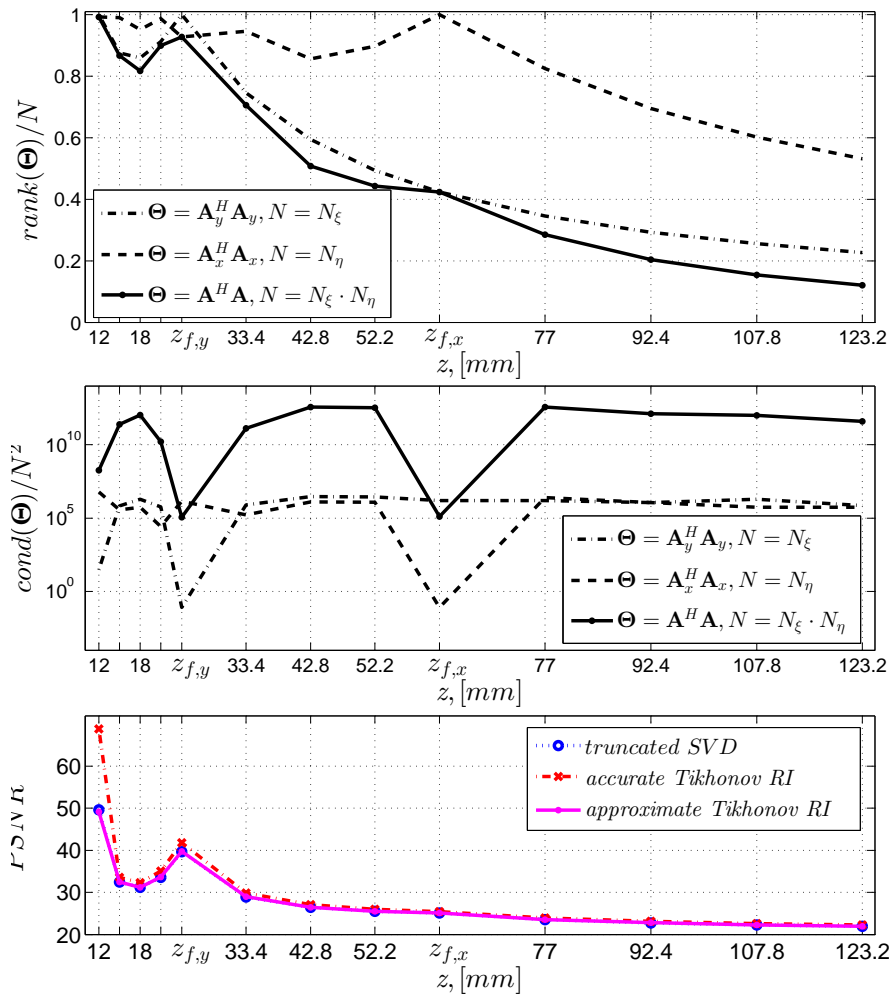 1
0.8
0.6
0.4
0.2
0
rank(Θ)/N
Θ = A_y^H A_y, N = N_ξ
Θ = A_x^H A_x, N = N_η
Θ = A^H A, N = N_ξ · N_η
12 18 z_{f,y} 33.4 42.8 52.2 z_{f,x} 77 92.4 107.8 123.2
z, [mm]
10^{10}
10^5
10^0
cond(Θ)/N^2
Θ = A_y^H A_y, N = N_ξ
Θ = A_x^H A_x, N = N_η
Θ = A^H A, N = N_ξ · N_η
12 18 z_{f,y} 33.4 42.8 52.2 z_{f,x} 77 92.4 107.8 123.2
z, [mm]
60
50
40
30
20
PSNR
truncated SVD
accurate Tikhonov RI
approximate Tikhonov RI
12 18 z_{f,y} 33.4 42.8 52.2 z_{f,x} 77 92.4 107.8 123.2
z, [mm]